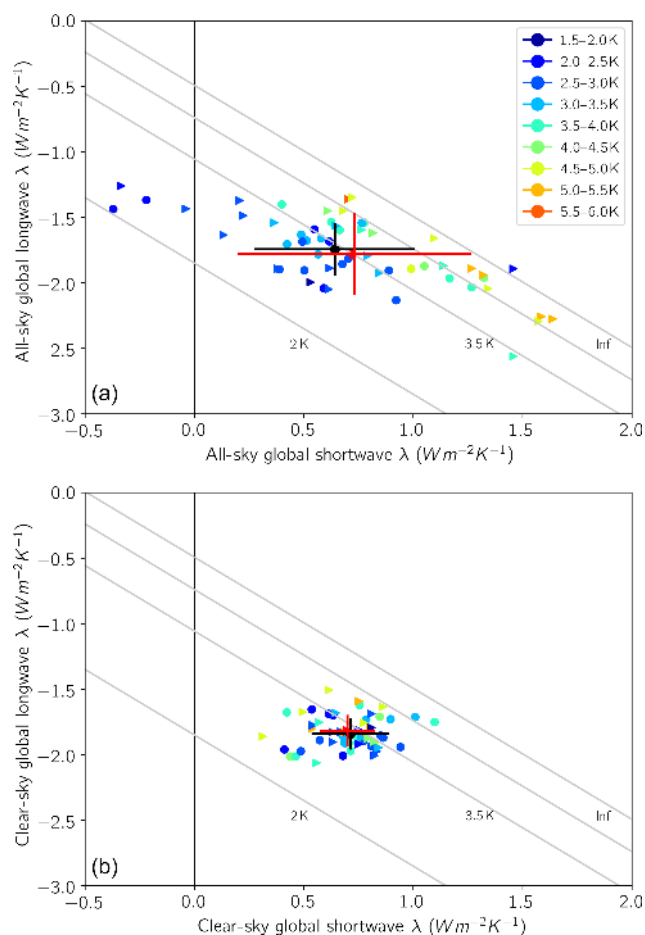 0.0
−0.5
−1.0
−1.5
−2.0
−2.5
−3.0
All-sky global longwave λ (Wm−2K−1)
1.5–2.0K
2.0–2.5K
2.5–3.0K
3.0–3.5K
3.5–4.0K
4.0–4.5K
4.5–5.0K
5.0–5.5K
5.5–6.0K
2K 3.5K Inf
(a)
−0.5 0.0 0.5 1.0 1.5 2.0
All-sky global shortwave λ (Wm−2K−1)
0.0
−0.5
−1.0
−1.5
−2.0
−2.5
−3.0
Clear-sky global longwave λ (Wm−2K−1)
2K 3.5K Inf
(b)
−0.5 0.0 0.5 1.0 1.5 2.0
Clear-sky global shortwave λ (Wm−2K−1)